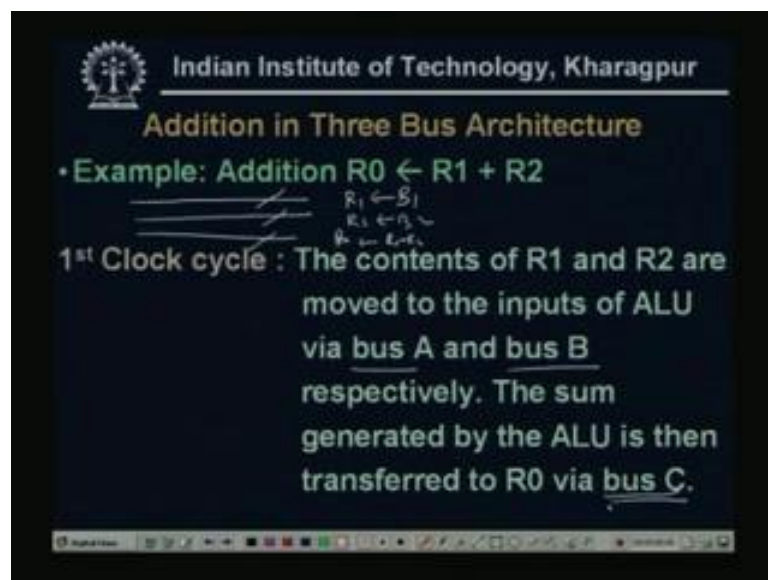 Indian Institute of Technology, Kharagpur
Addition in Three Bus Architecture
• Example: Addition R0 ← R1 + R2
R1 ← B1
1st Clock cycle : The contents of R1 and R2 are
moved to the inputs of ALU
via bus A and bus B
respectively. The sum
generated by the ALU is then
transferred to R0 via bus C.